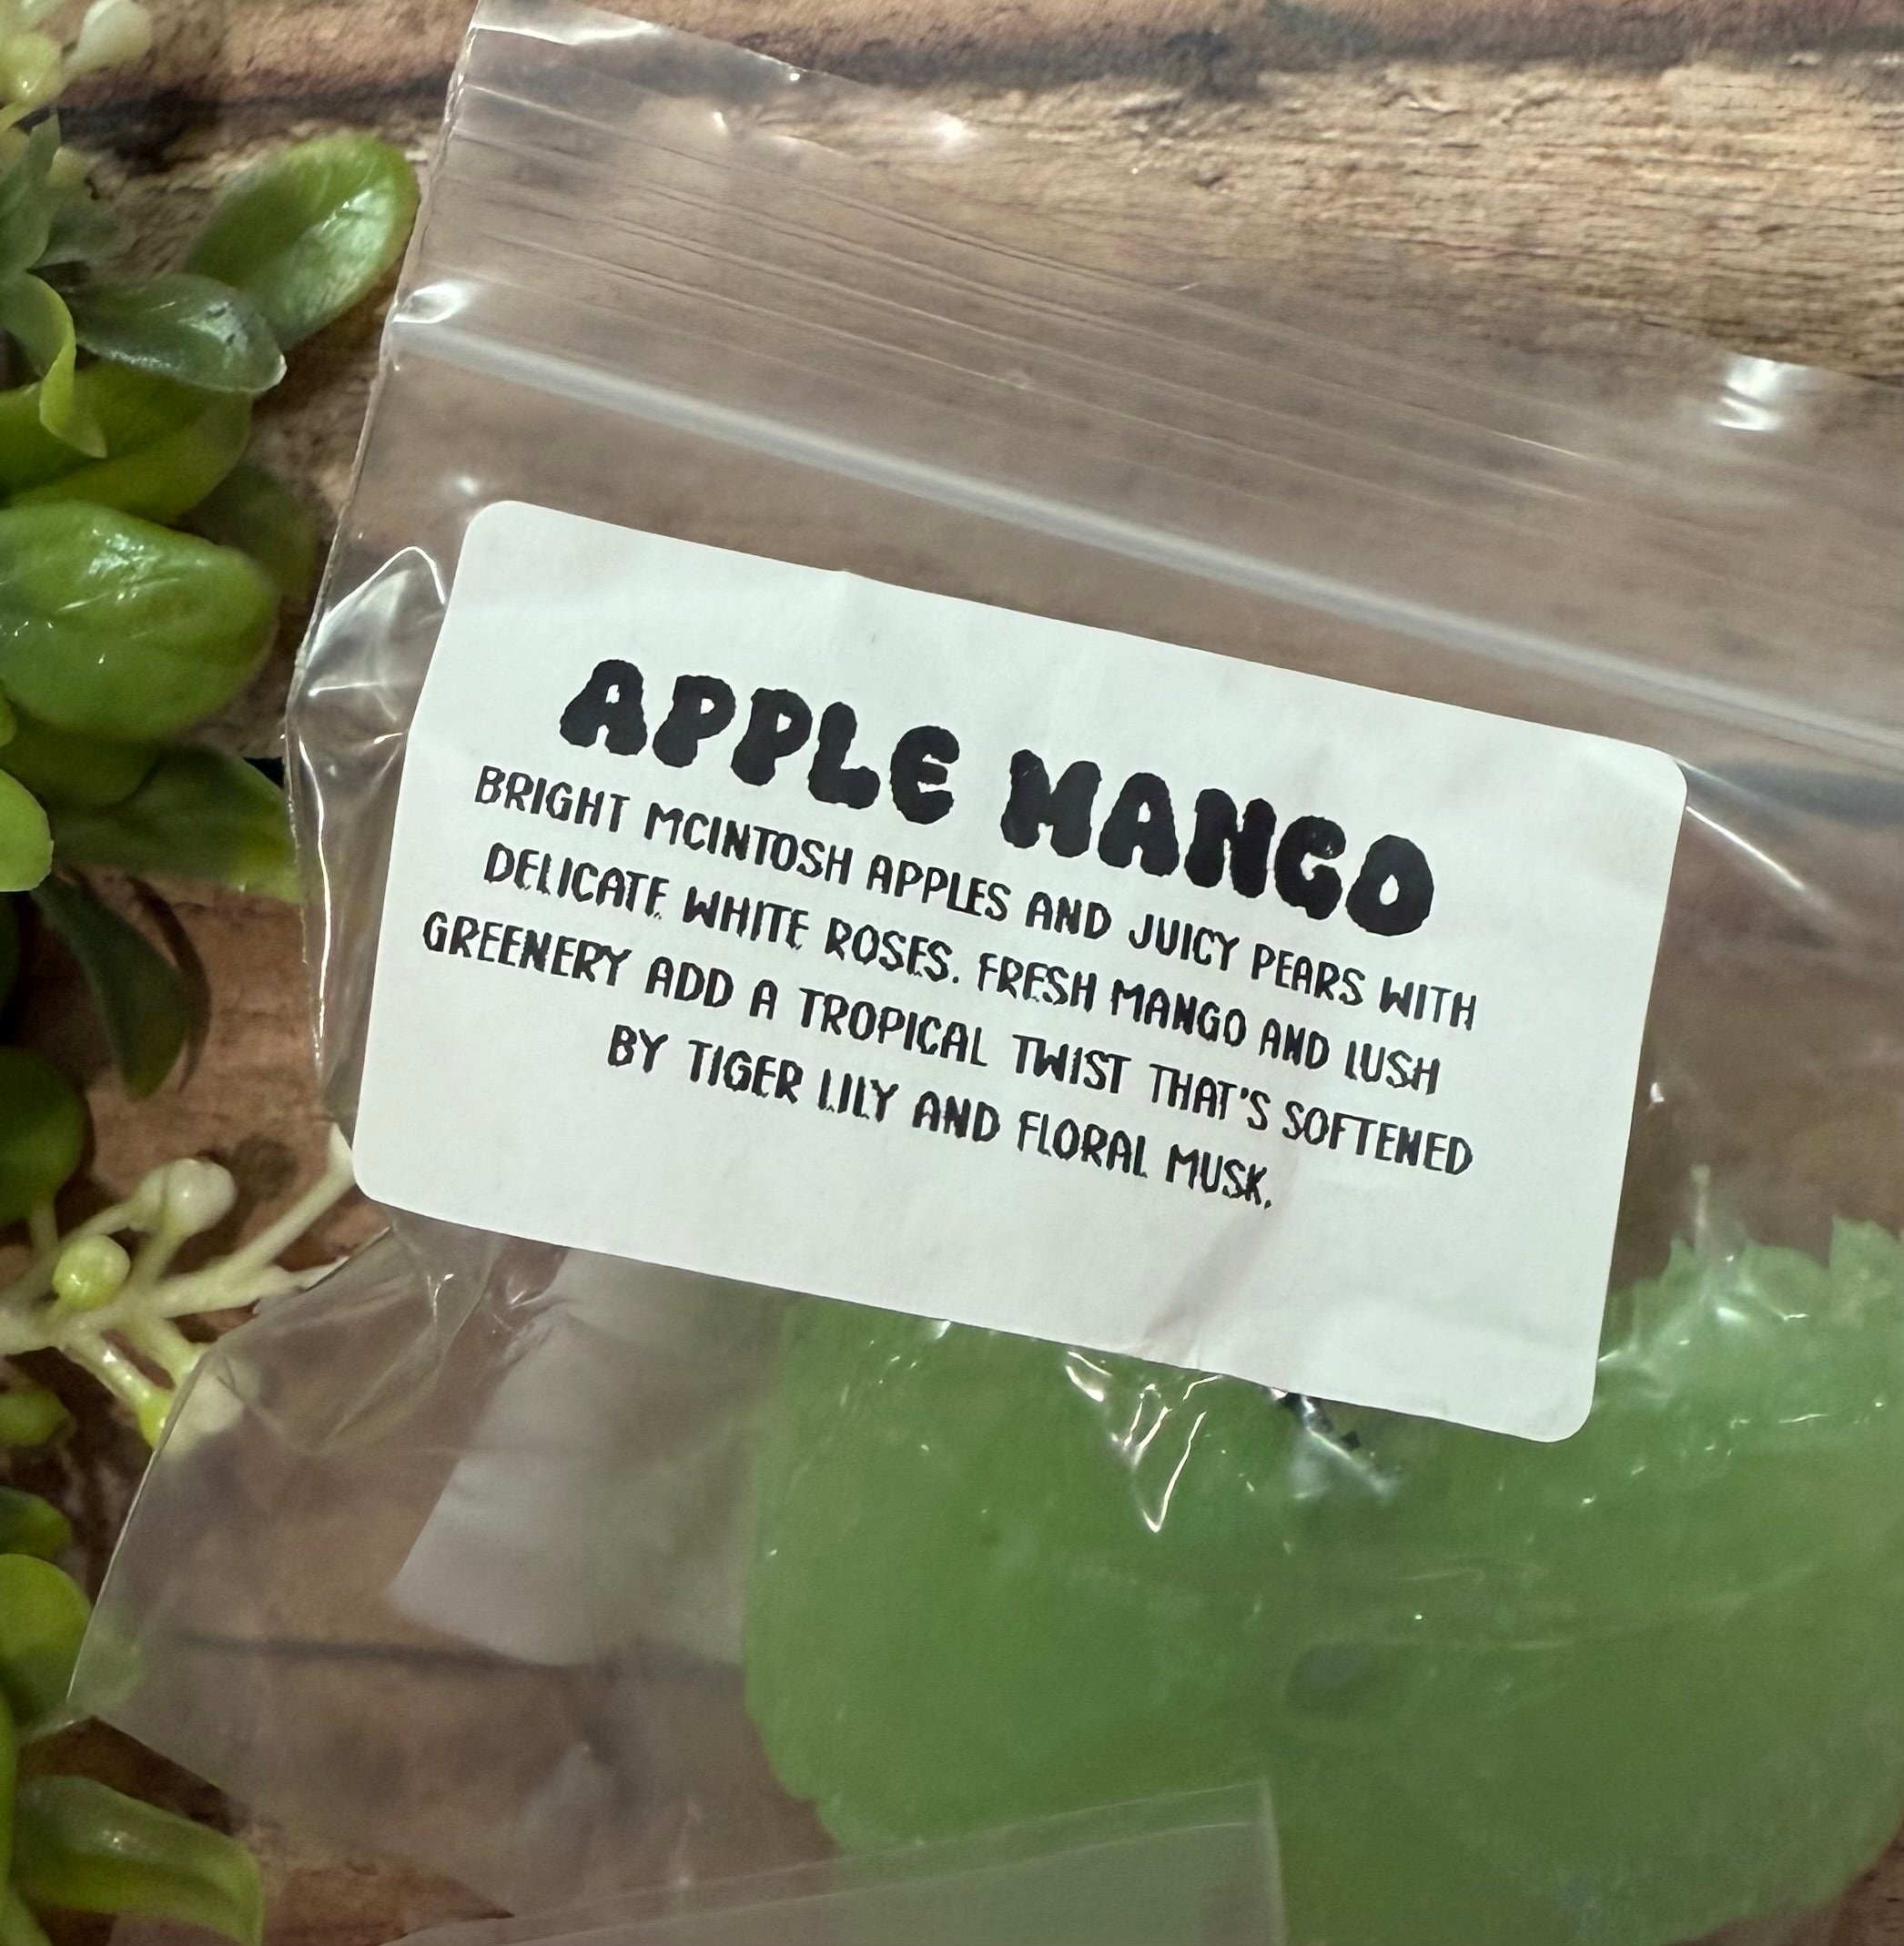 APPLE MANGO
BRIGHT MCINTOSH APPLES AND JUICY PEARS WITH
DELICATE WHITE ROSES. FRESH MANGO AND LUSH
GREENERY ADD A TROPICAL TWIST THAT'S SOFTENED
BY TIGER LILY AND FLORAL MUSK.